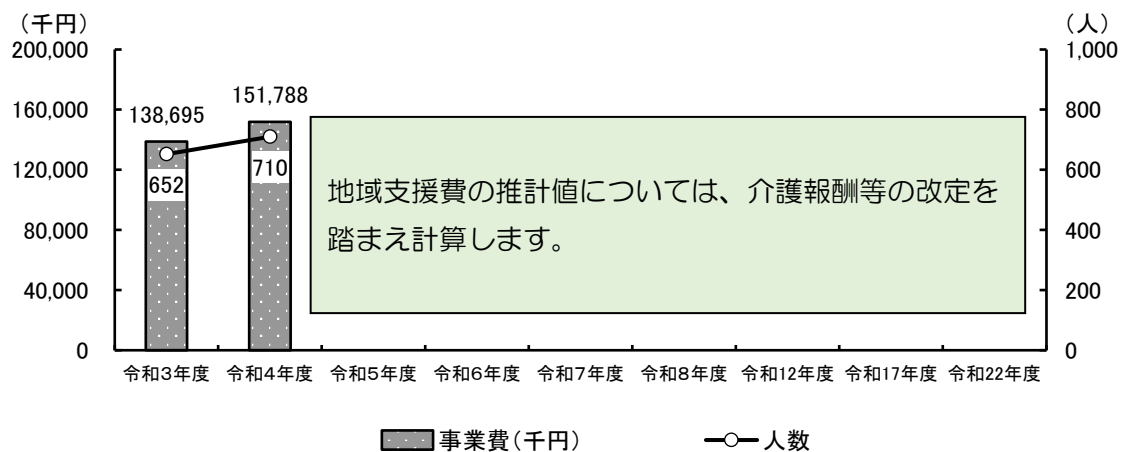 (千円)
(人)
200,000
160,000
120,000
80,000
40,000
0
1,000
800
600
400
200
0
138,695
151,788
652
710
地域支援費の推計値については、介護報酬等の改定を
踏まえ計算します。
令和3年度 令和4年度 令和5年度 令和6年度 令和7年度 令和8年度 令和12年度 令和17年度 令和22年度
事業費(千円) 人数